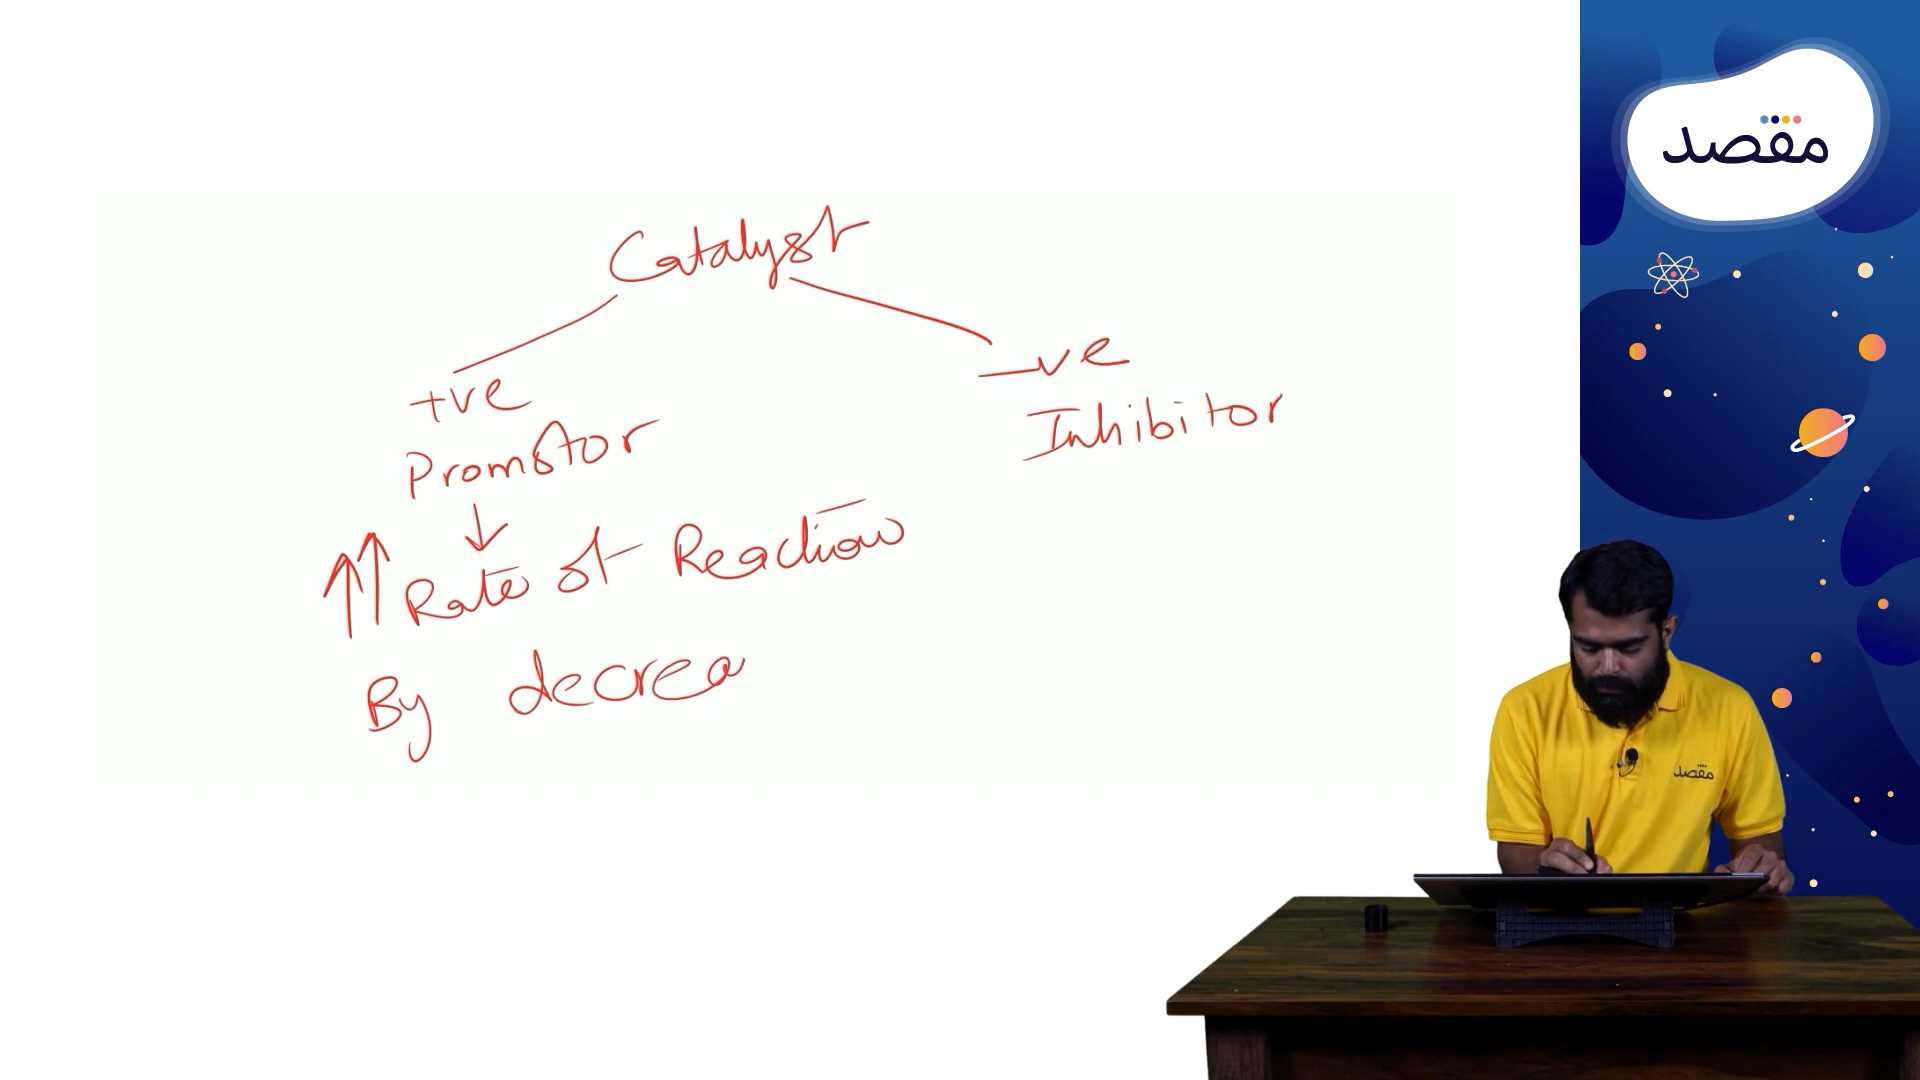 مقصد
Catalyst
+ve
Promotor
Rate of Reaction
By decrea
-ve
Inhibitor
مقصد